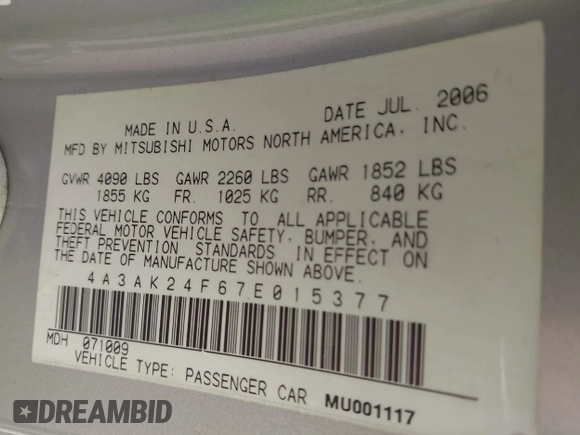 MADE IN U.S.A. DATE JUL. 2006
MFD BY MITSUBISHI MOTORS NORTH AMERICA, INC.
GVWR 4090 LBS GAWR 2260 LBS GAWR 1852 LBS
1855 KG FR. 1025 KG RR. 840 KG
THIS VEHICLE CONFORMS TO ALL APPLICABLE
FEDERAL MOTOR VEHICLE SAFETY, BUMPER, AND
THEFT PREVENTION STANDARDS IN EFFECT ON
THE DATE OF MANUFACTURE SHOWN ABOVE.
4A3AK24F67E015377
MDH 071009
VEHICLE TYPE: PASSENGER CAR MU001117
DREAMBID